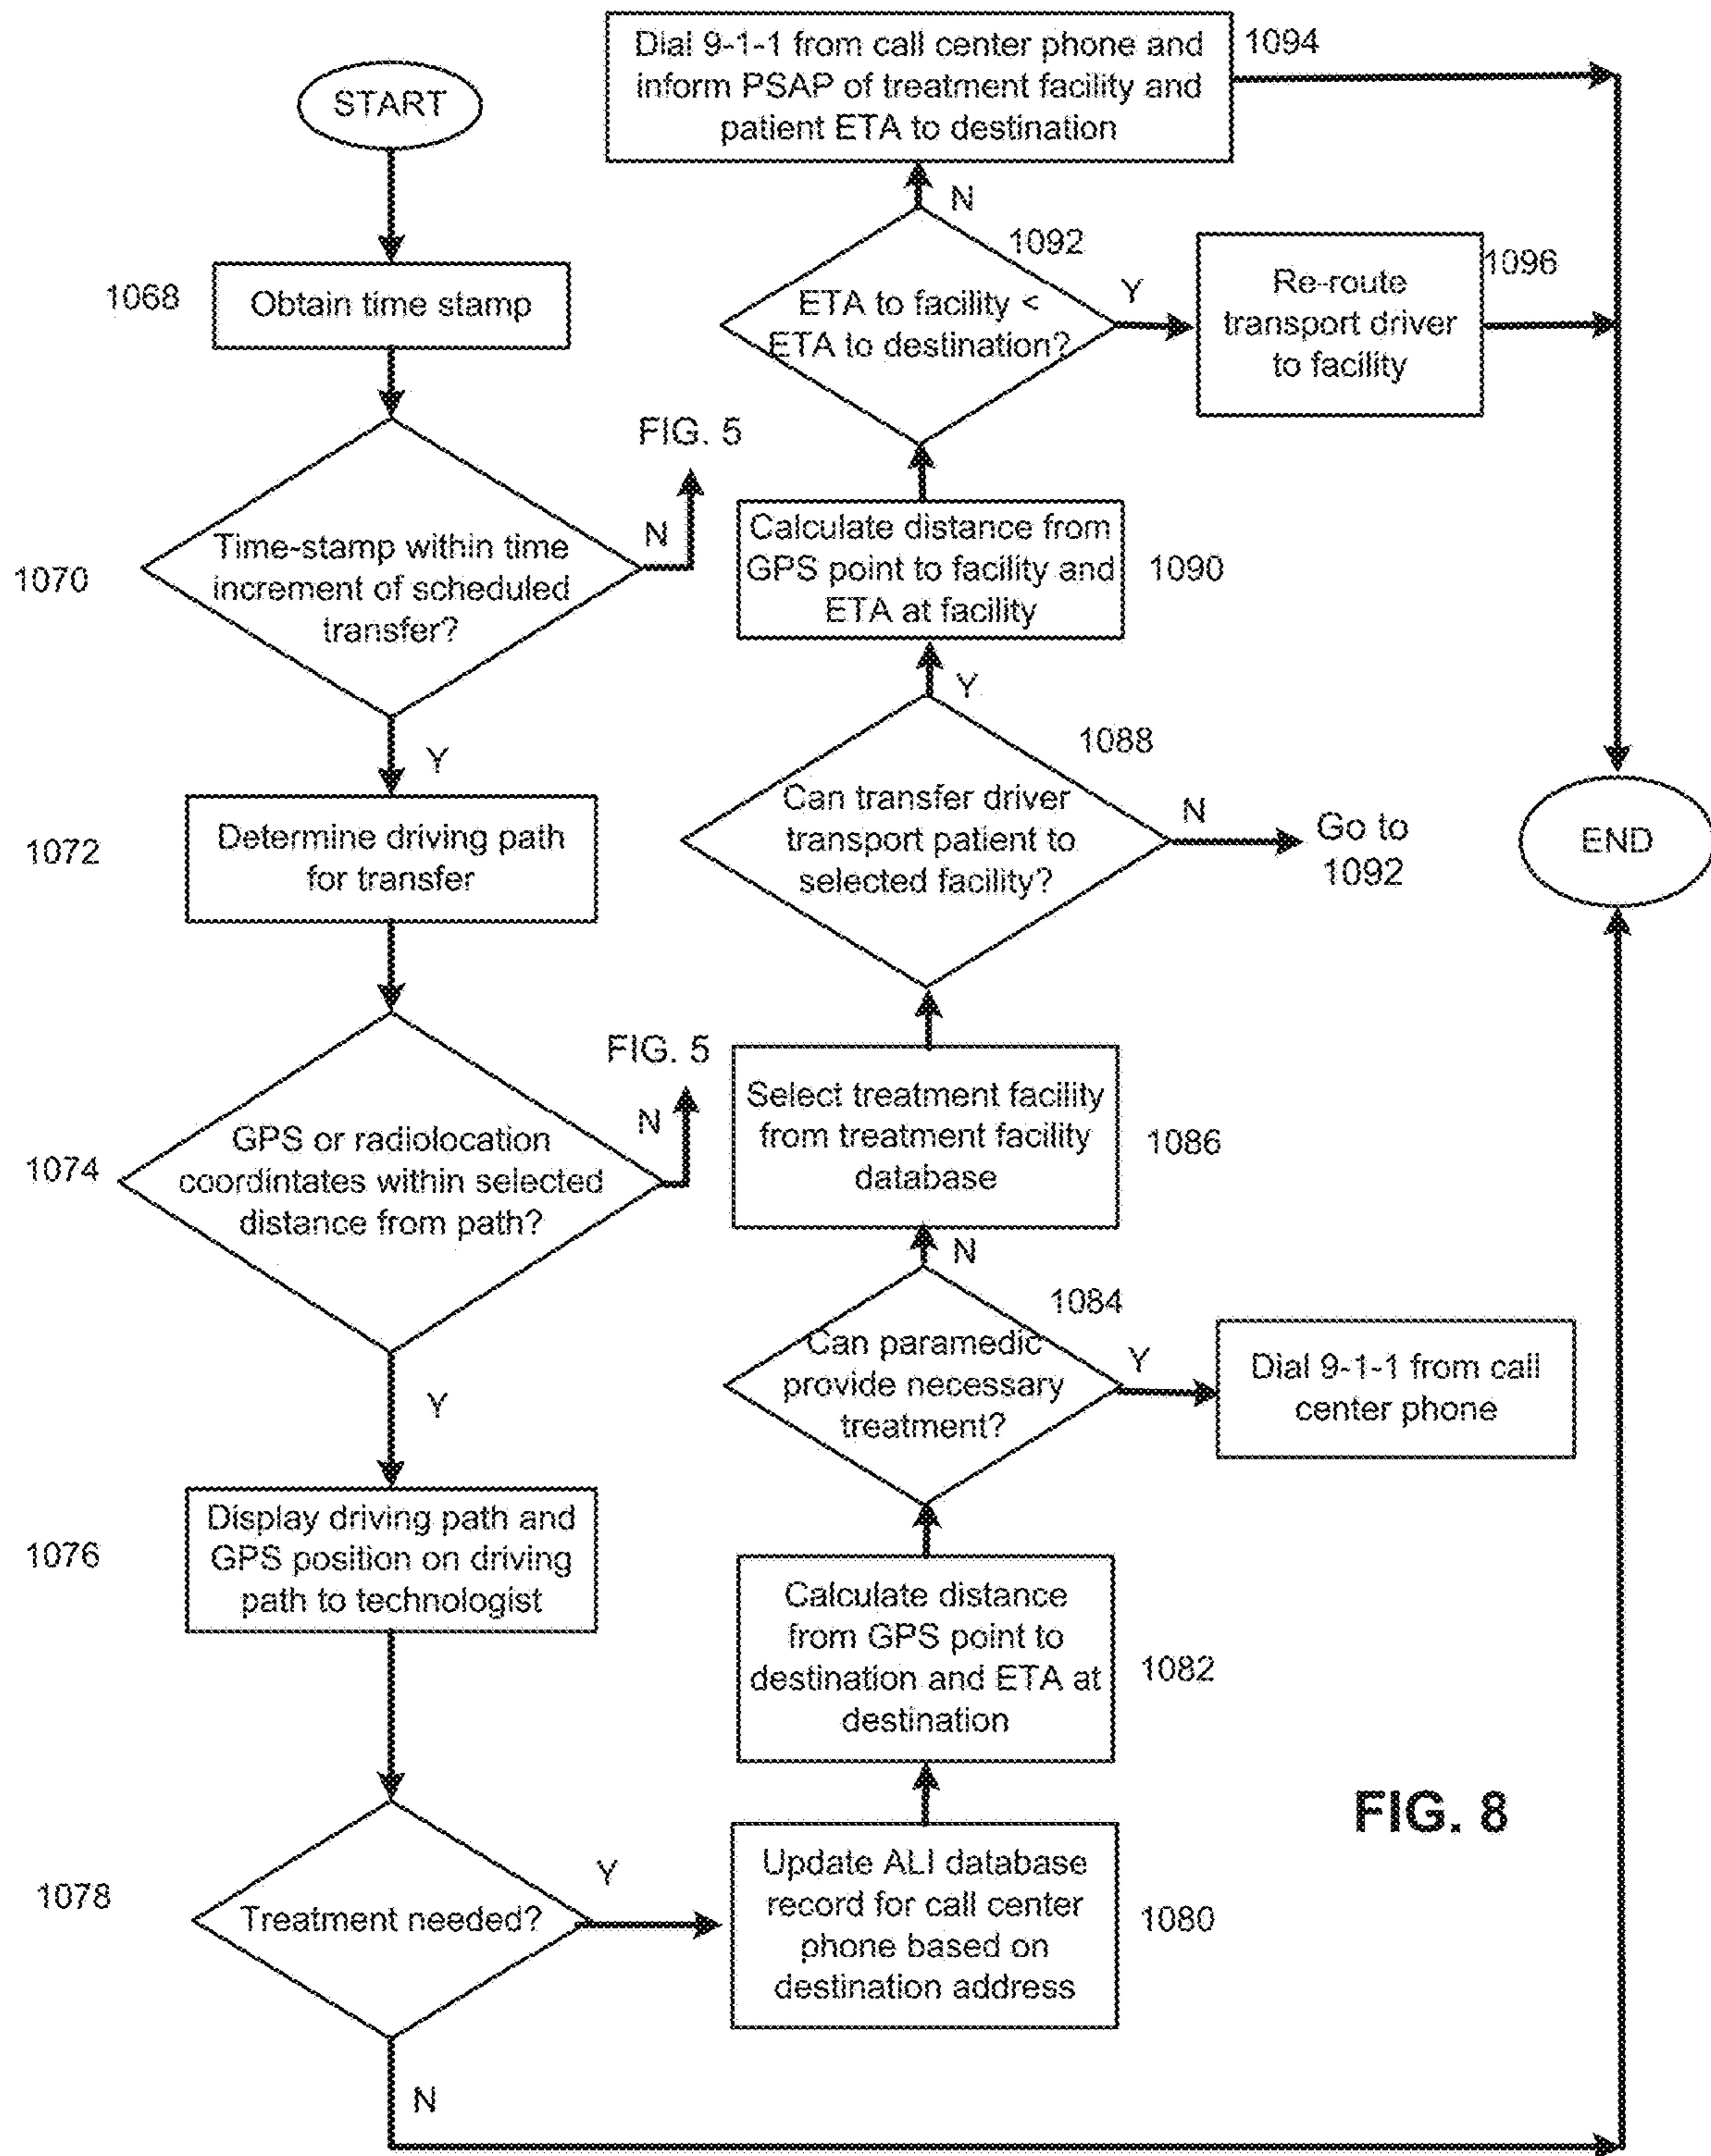 START
1068
Obtain time stamp
1070
Time-stamp within time
increment of scheduled
transfer?
N
FIG. 5
Y
1072
Determine driving path
for transfer
1074
GPS or radiolocation
coordintates within selected
distance from path?
N
FIG. 5
Y
1076
Display driving path and
GPS position on driving
path to technologist
1078
Treatment needed?
N
Y
Update ALI database
record for call center
phone based on
destination address
1080
Calculate distance
from GPS point to
destination and ETA at
destination
1082
Can paramedic
provide necessary
treatment?
1084
Y
Dial 9-1-1 from call
center phone
N
Select treatment facility
from treatment facility
database
1086
Can transfer driver
transport patient to
selected facility?
1088
N
Go to
1092
Y
Calculate distance from
GPS point to facility and
ETA at facility
1090
ETA to facility <
ETA to destination?
1092
Y
Re-route
transport driver
to facility
1096
N
Dial 9-1-1 from call center phone and
inform PSAP of treatment facility and
patient ETA to destination
1094
END
FIG. 8